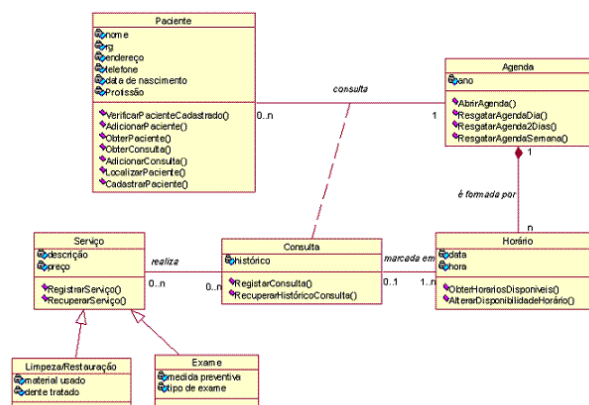 Paciente
nome
rg
endereço
telefone
data de nascimento
Profissão
VerificarPacienteCadastrado()
AdicionarPaciente()
ObterPaciente()
ObterConsulta()
AdicionarConsulta()
LocalizarPaciente()
CadastrarPaciente()
consulta
0..n
1
Agenda
ano
AbrirAgenda()
ResgatarAgendaDia()
ResgatarAgenda2Dias()
ResgatarAgendaSemana()
1
é formada por
n
Serviço
descrição
preço
RegistrarServiço()
RecuperarServiço()
realiza
0..n
0..n
Consulta
histórico
RegistarConsulta()
RecuperarHistóricoConsulta()
marcada em
0..1
1..n
Horário
data
hora
ObterHorariosDisponiveis()
AlterarDisponibilidadeHorário()
Limpeza/Restauração
material usado
dente tratado
Exame
medida preventiva
tipo de exame